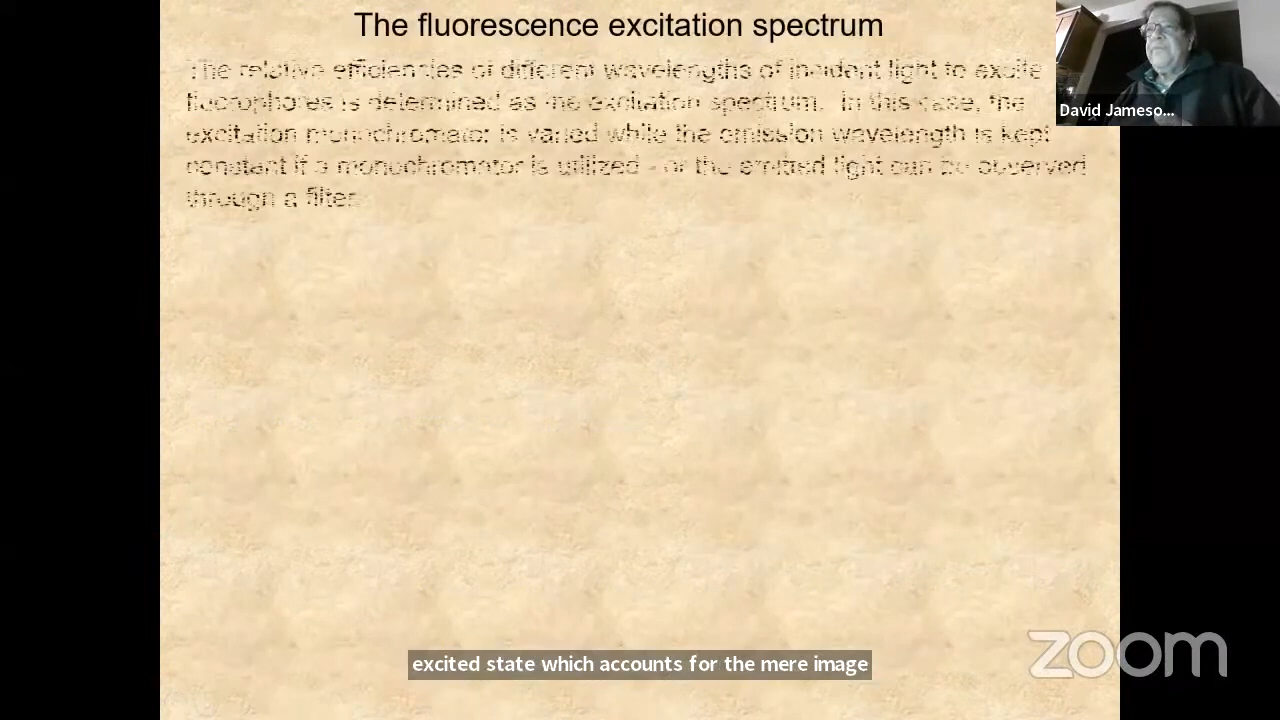 The fluorescence excitation spectrum
The relative efficiencies of different wavelengths of incident light to excite
fluorophores is determined as the excitation spectrum. In this case, the
excitation monochromator is varied while the emission wavelength is kept
constant if a monochromator is utilized - or the emitted light can be observed
through a filter.
David Jameso...
excited state which accounts for the mere image
zoom